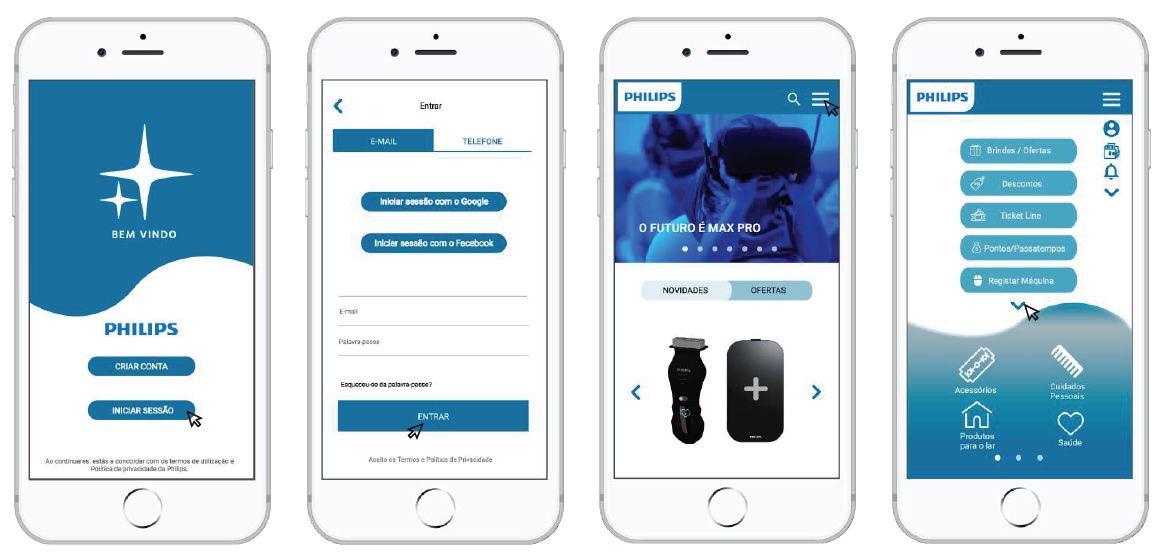 BEM VINDO
PHILIPS
CRIAR CONTA
INICIAR SESSÃO
Ao continuares, estás a concordar com os termos de utilização e
Política de privacidade da Philips.
Entrar
E-MAIL
TELEFONE
Iniciar sessão com o Google
Iniciar sessão com o Facebook
E-mail
Palavra-passe
Esqueceu-se da palavra-passe?
ENTRAR
Aceito os Termos e Política de Privacidade
PHILIPS
O FUTURO É MAX PRO
NOVIDADES
OFERTAS
PHILIPS
PHILIPS
PHILIPS
Brindes / Ofertas
Descontos
Ticket Line
Pontos/Passatempos
Registar Máquina
Acessórios
Cuidados
Pessoais
Produtos
para o lar
Saúde